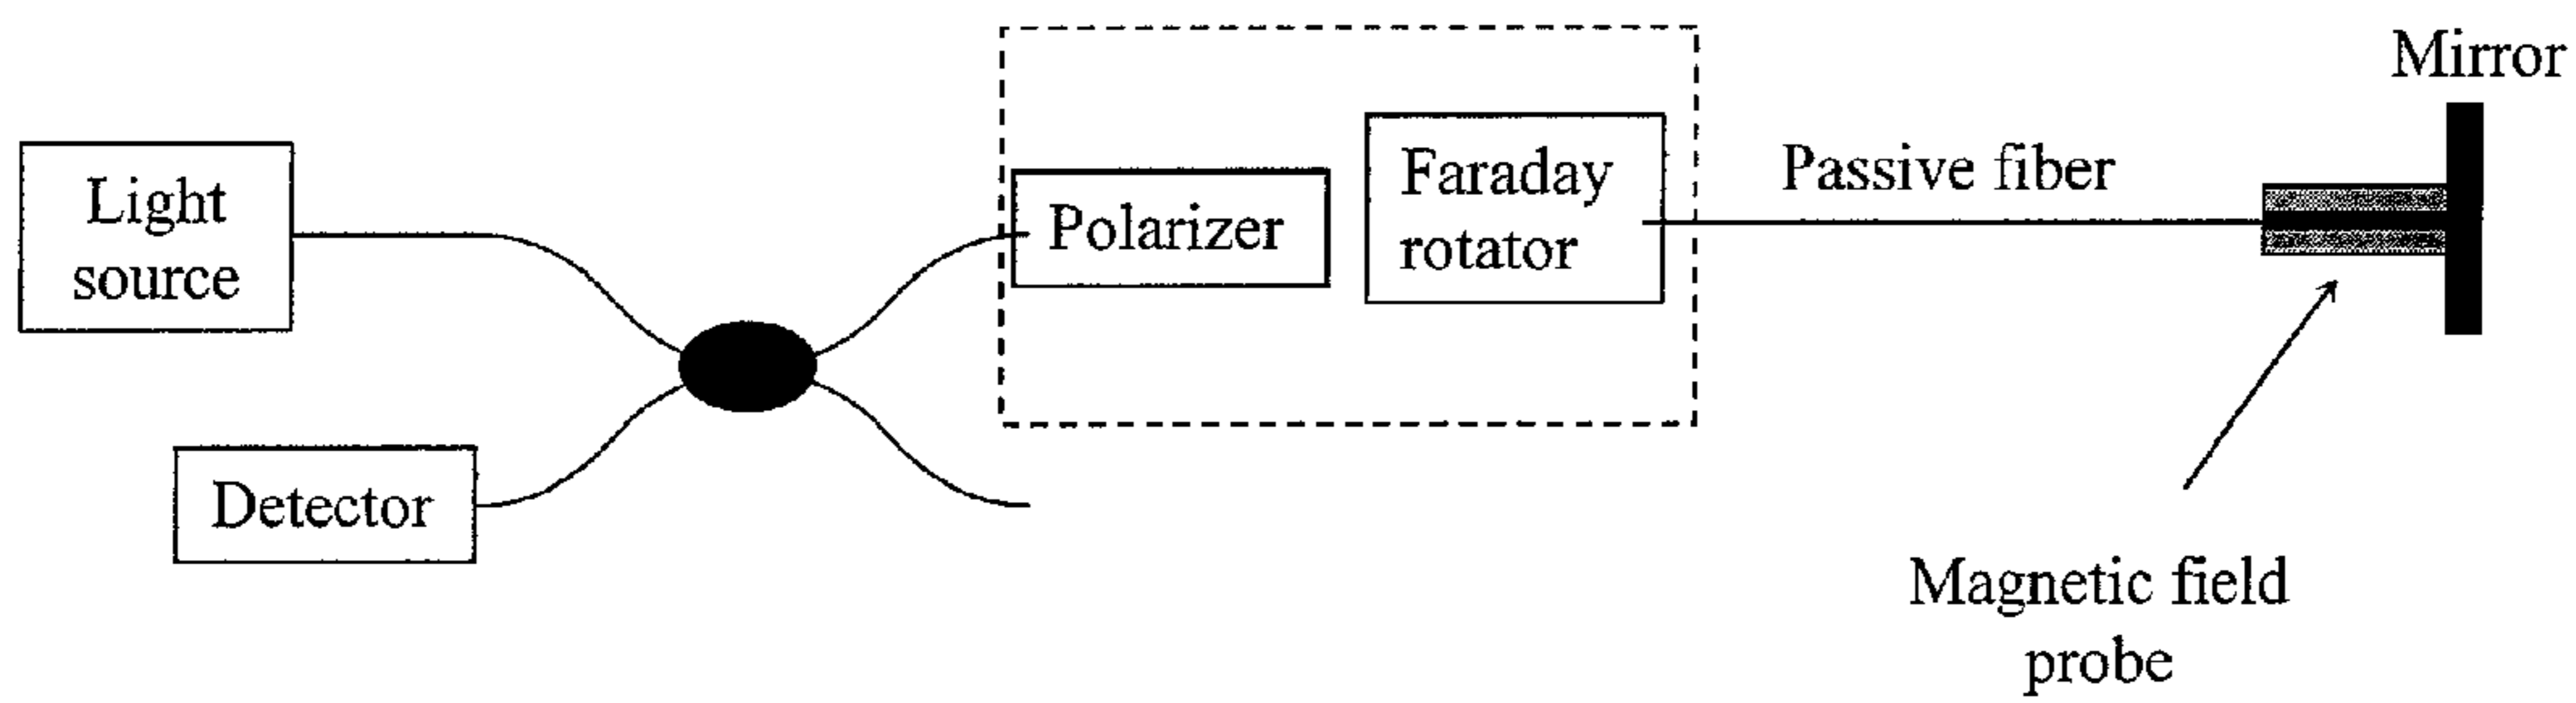 Light
source
Detector
Polarizer
Faraday
rotator
Passive fiber
Mirror
Magnetic field
probe